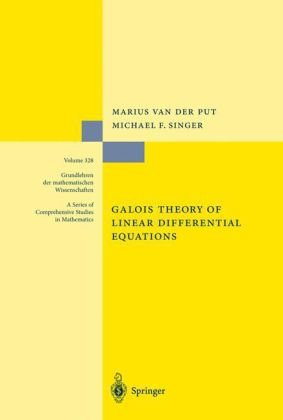 MARIUS VAN DER PUT
MICHAEL F. SINGER
Volume 328
Grundlehren
der mathematischen
Wissenschaften
A Series of
Comprehensive Studies
in Mathematics
GALOIS THEORY OF
LINEAR DIFFERENTIAL
EQUATIONS
Springer